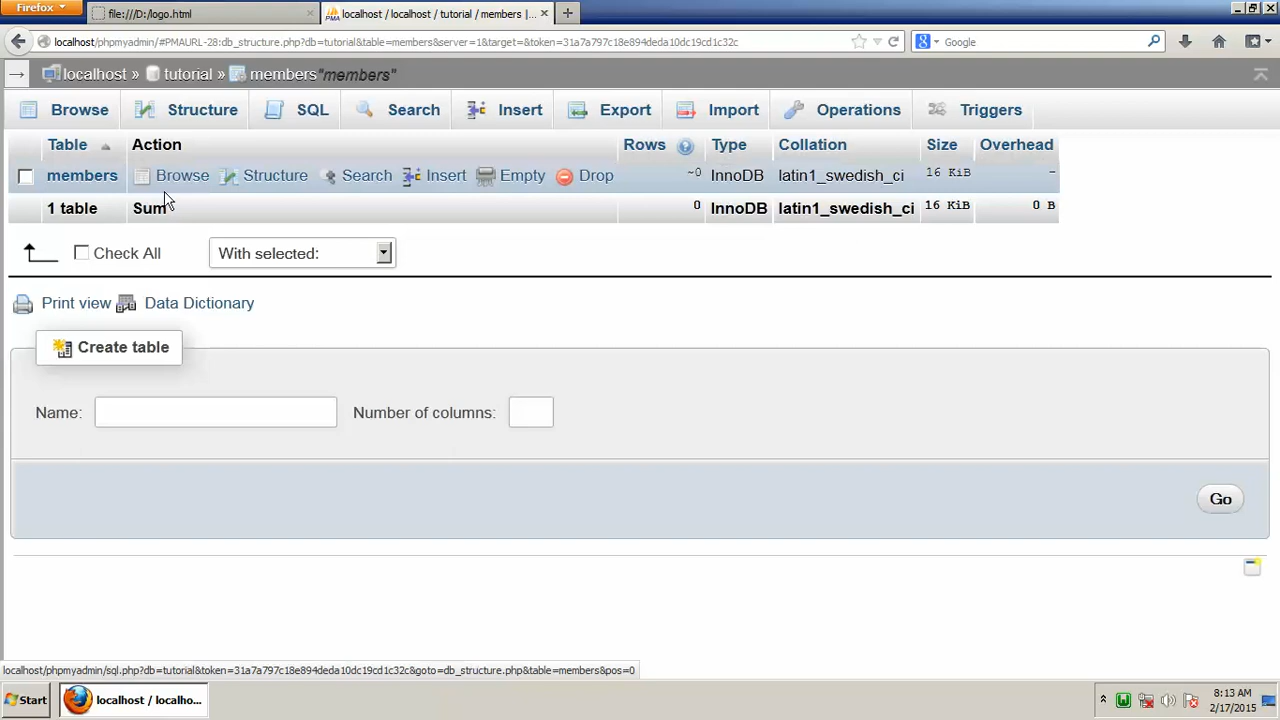 Firefox
file:///D:/logo.html
localhost / localhost / tutorial / members |...
localhost/phpmyadmin/#PMAURL-28:db_structure.php?db=tutorial&table=members&server=1&target=&token=31a7a797c18e894deda10dc19cd1c32c
Google
localhost » tutorial » members "members"
Browse Structure SQL Search Insert Export Import Operations Triggers
Table Action Rows Type Collation Size Overhead
members Browse Structure Search Insert Empty Drop ~0 InnoDB latin1_swedish_ci 16 KiB -
1 table Sum 0 InnoDB latin1_swedish_ci 16 KiB 0 B
Check All With selected:
Print view Data Dictionary
Create table
Name: Number of columns:
Go
localhost/phpmyadmin/sql.php?db=tutorial&token=31a7a797c18e894deda10dc19cd1c32c&goto=db_structure.php&table=members&pos=0
Start localhost / localho... 8:13 AM
2/17/2015